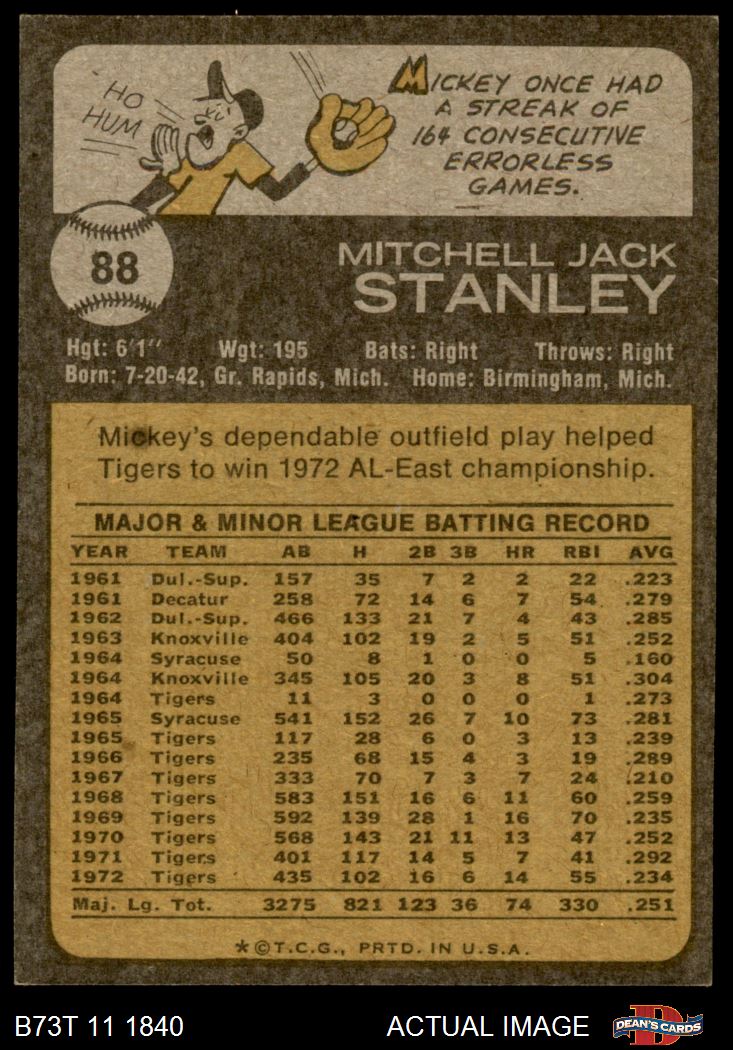 HO
HUM
MICKEY ONCE HAD
A STREAK OF
164 CONSECUTIVE
ERRORLESS
GAMES.
88
MITCHELL JACK
STANLEY
Hgt: 6'1" Wgt: 195 Bats: Right Throws: Right
Born: 7-20-42, Gr. Rapids, Mich. Home: Birmingham, Mich.
Mickey's dependable outfield play helped
Tigers to win 1972 AL-East championship.
MAJOR & MINOR LEAGUE BATTING RECORD
YEAR TEAM AB H 2B 3B HR RBI AVG
1961 Dul.-Sup. 157 35 7 2 2 22 .223
1961 Decatur 258 72 14 6 7 54 .279
1962 Dul.-Sup. 466 133 21 7 4 43 .285
1963 Knoxville 404 102 19 2 5 51 .252
1964 Syracuse 50 8 1 0 0 5 .160
1964 Knoxville 345 105 20 3 8 51 .304
1964 Tigers 11 3 0 0 0 1 .273
1965 Syracuse 541 152 26 7 10 73 .281
1965 Tigers 117 28 6 0 3 13 .239
1966 Tigers 235 68 15 4 3 19 .289
1967 Tigers 333 70 7 3 7 24 .210
1968 Tigers 583 151 16 6 11 60 .259
1969 Tigers 592 139 28 1 16 70 .235
1970 Tigers 568 143 21 11 13 47 .252
1971 Tigers 401 117 14 5 7 41 .292
1972 Tigers 435 102 16 6 14 55 .234
Maj. Lg. Tot. 3275 821 123 36 74 330 .251
*©T.C.G., PRTD. IN U.S.A.
B73T 11 1840 ACTUAL IMAGE DEAN'S CARDS